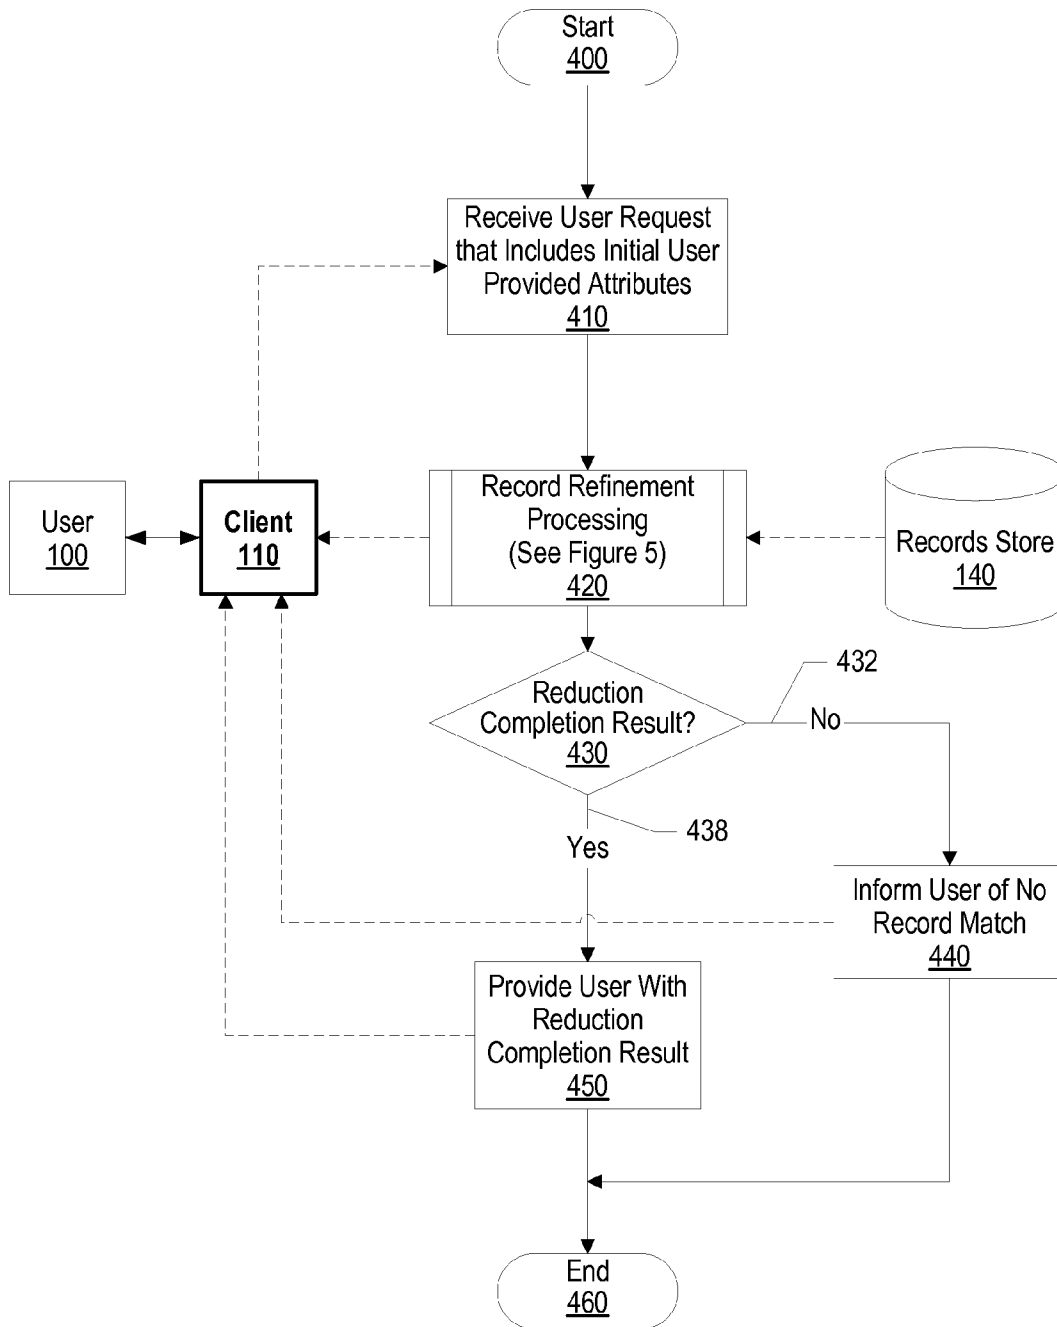 Start
400
Receive User Request
that Includes Initial User
Provided Attributes
410
User
100
Client
110
Record Refinement
Processing
(See Figure 5)
420
Records Store
140
432
Reduction
Completion Result?
430
No
438
Yes
Inform User of No
Record Match
440
Provide User With
Reduction
Completion Result
450
End
460